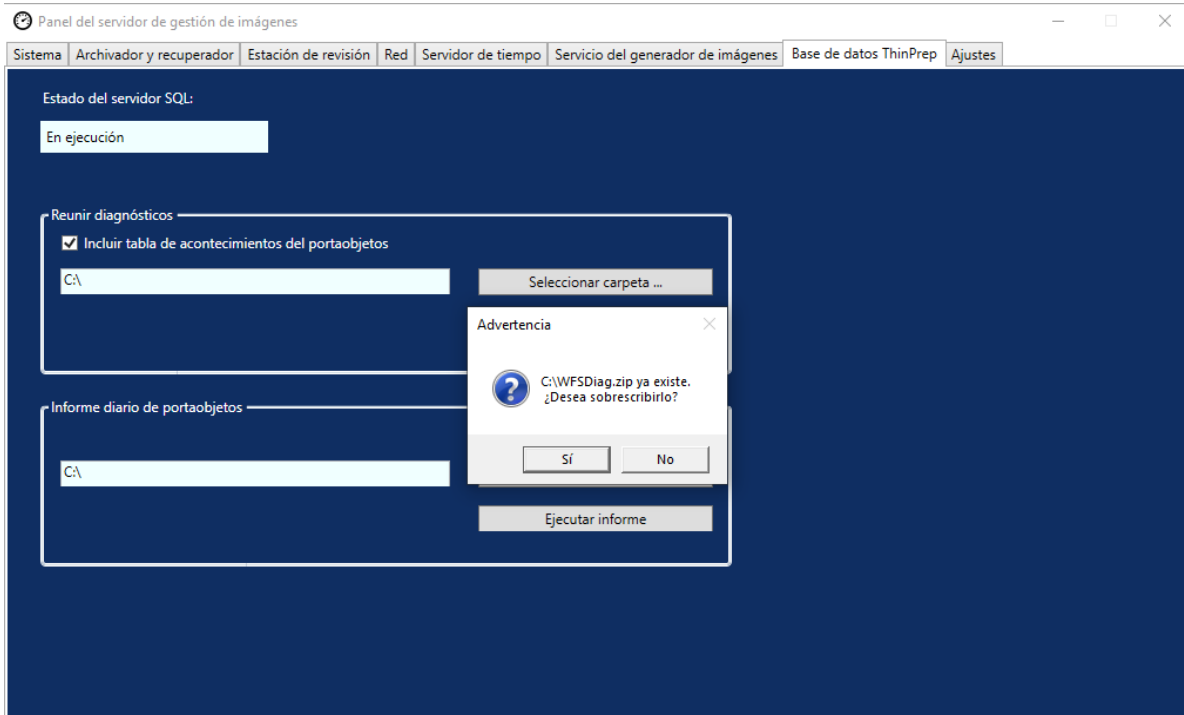 Panel del servidor de gestión de imágenes
Sistema
Archivador y recuperador
Estación de revisión
Red
Servidor de tiempo
Servicio del generador de imágenes
Base de datos ThinPrep
Ajustes
Estado del servidor SQL:
En ejecución
Reunir diagnósticos
Incluir tabla de acontecimientos del portaobjetos
C:\
Seleccionar carpeta ...
Advertencia
C:\WFSDiag.zip ya existe.
¿Desea sobrescribirlo?
Sí
No
Informe diario de portaobjetos
C:\
Ejecutar informe